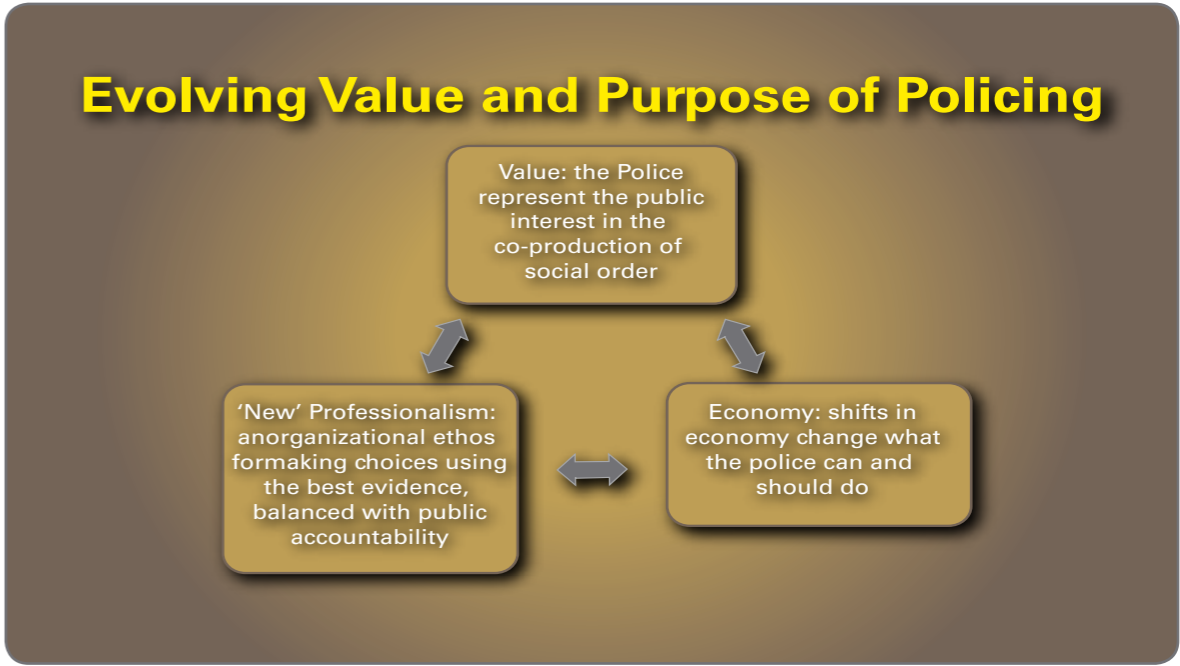 Evolving Value and Purpose of Policing
Value: the Police
represent the public
interest in the
co-production of
social order
‘New’ Professionalism:
anorganizational ethos
formaking choices using
the best evidence,
balanced with public
accountability
Economy: shifts in
economy change what
the police can and
should do